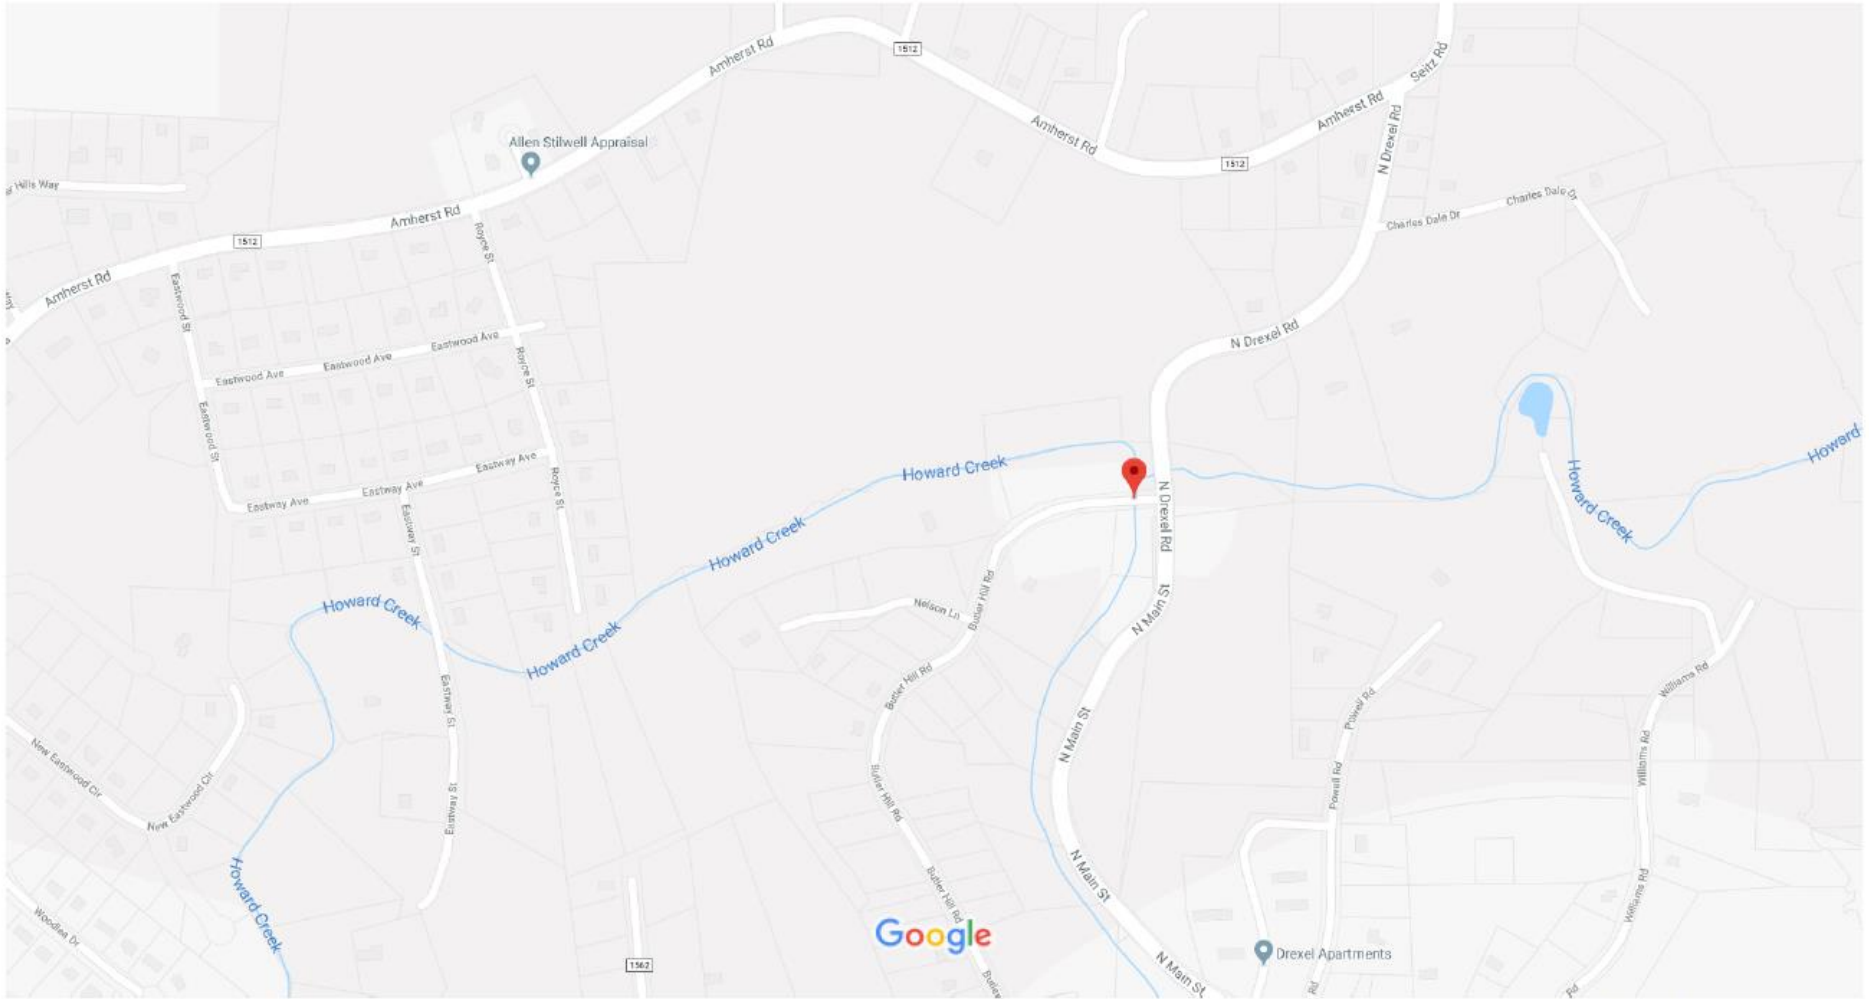 Seitz Rd
Amherst Rd
1512
Amherst Rd
N Drexel Rd
Amherst Rd
Allen Stilwell Appraisal
1512
Hills Way
Charles Dale Dr
Charles Dale Dr
Amherst Rd
Royce St
1512
Amherst Rd
Eastwood St
N Drexel Rd
Eastwood Ave
Eastwood Ave
Eastwood Ave
Royce St
Eastwood St
Howard
Eastway Ave
Howard Creek
Eastway Ave
Royce St
Howard Creek
Eastway Ave
N Drexel Rd
Eastway St
Howard Creek
Butler Hill Rd
Howard Creek
Nelson Ln
N Main St
Howard Creek
Butler Hill Rd
Williams Rd
Eastway St
Powell Rd
N Main St
New Eastwood Cir
New Eastwood Cir
Butler Hill Rd
Powell Rd
Williams Rd
Eastway St
N Main St
Howard Creek
Butler Hill Rd
Williams Rd
Woodlea Dr
Google
Drexel Apartments
1562
N Main St
Butler
Rd
Rd